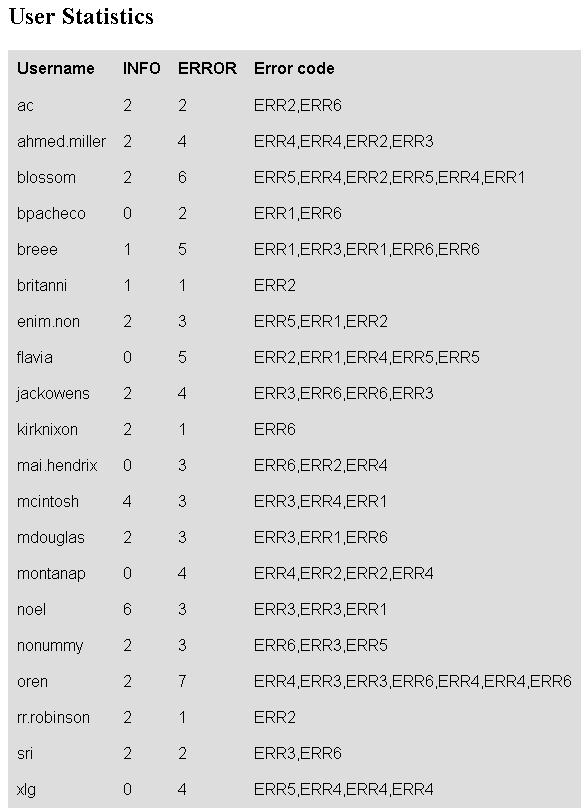 User Statistics
Username INFO ERROR Error code
ac 2 2 ERR2,ERR6
ahmed.miller 2 4 ERR4,ERR4,ERR2,ERR3
blossom 2 6 ERR5,ERR4,ERR2,ERR5,ERR4,ERR1
bpacheco 0 2 ERR1,ERR6
breee 1 5 ERR1,ERR3,ERR1,ERR6,ERR6
britanni 1 1 ERR2
enim.non 2 3 ERR5,ERR1,ERR2
flavia 0 5 ERR2,ERR1,ERR4,ERR5,ERR5
jackowens 2 4 ERR3,ERR6,ERR6,ERR3
kirknixon 2 1 ERR6
mai.hendrix 0 3 ERR6,ERR2,ERR4
mcintosh 4 3 ERR3,ERR4,ERR1
mdouglas 2 3 ERR3,ERR1,ERR6
montanap 0 4 ERR4,ERR2,ERR2,ERR4
noel 6 3 ERR3,ERR3,ERR1
nonummy 2 3 ERR6,ERR3,ERR5
oren 2 7 ERR4,ERR3,ERR3,ERR6,ERR4,ERR4,ERR6
rr.robinson 2 1 ERR2
sri 2 2 ERR3,ERR6
xlg 0 4 ERR5,ERR4,ERR4,ERR4